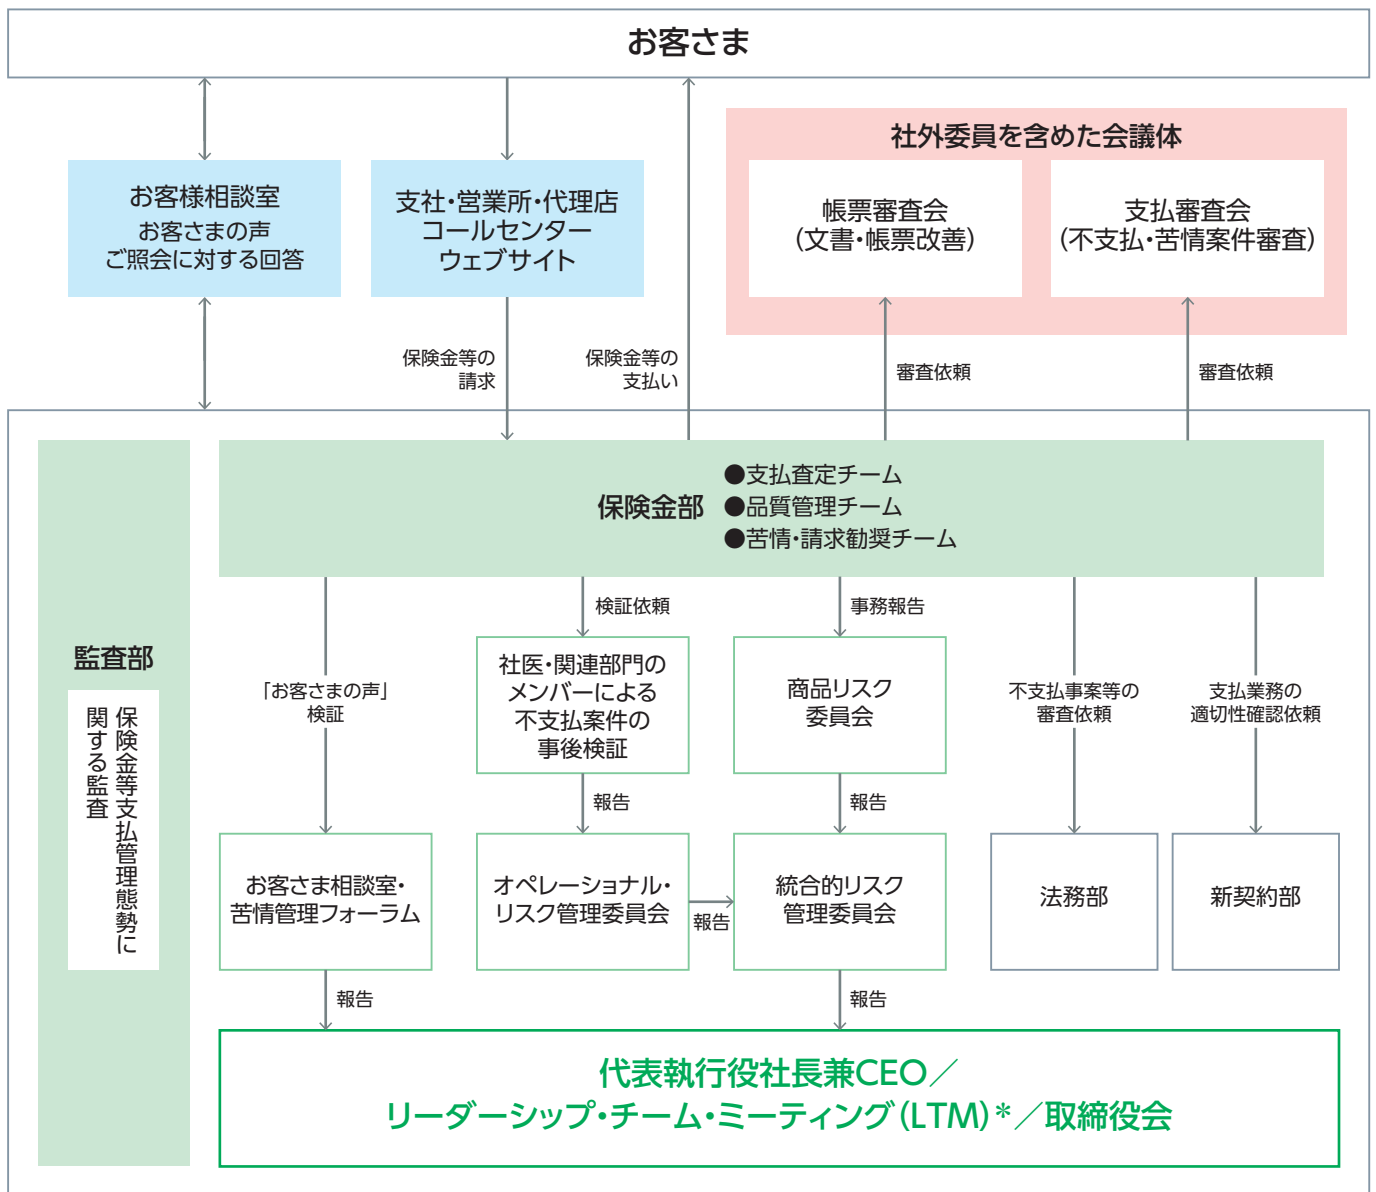 お客さま
社外委員を含めた会議体
お客様相談室
お客さまの声
ご照会に対する回答
支社・営業所・代理店
コールセンター
ウェブサイト
帳票審査会
(文書・帳票改善)
支払審査会
(不支払・苦情案件審査)
保険金等の
請求
保険金等の
支払い
審査依頼
審査依頼
監査部
保険金等支払管理態勢に
関する監査
保険金部
●支払査定チーム
●品質管理チーム
●苦情・請求勧奨チーム
「お客さまの声」
検証
検証依頼
事務報告
不支払事案等の
審査依頼
支払業務の
適切性確認依頼
社医・関連部門の
メンバーによる
不支払案件の
事後検証
商品リスク
委員会
報告
報告
お客さま相談室・
苦情管理フォーラム
オペレーショナル・
リスク管理委員会
報告
統合的リスク
管理委員会
法務部
新契約部
報告
報告
代表執行役社長兼CEO／
リーダーシップ・チーム・ミーティング(LTM)*／取締役会